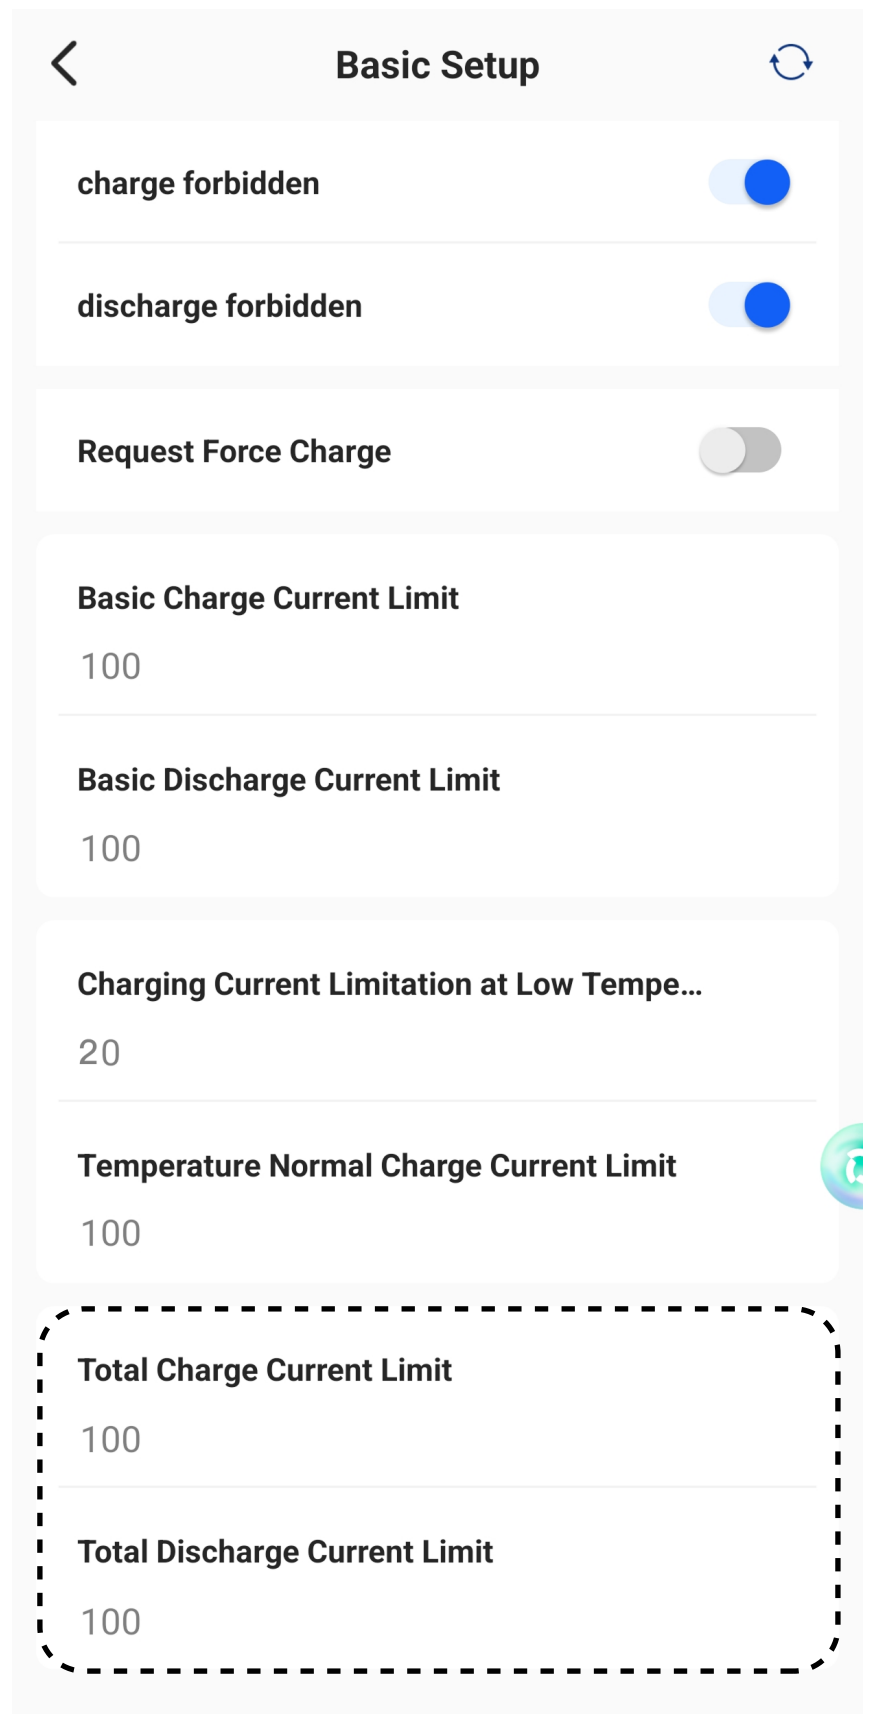 Basic Setup
charge forbidden
discharge forbidden
Request Force Charge
Basic Charge Current Limit
100
Basic Discharge Current Limit
100
Charging Current Limitation at Low Tempe...
20
Temperature Normal Charge Current Limit
100
Total Charge Current Limit
100
Total Discharge Current Limit
100